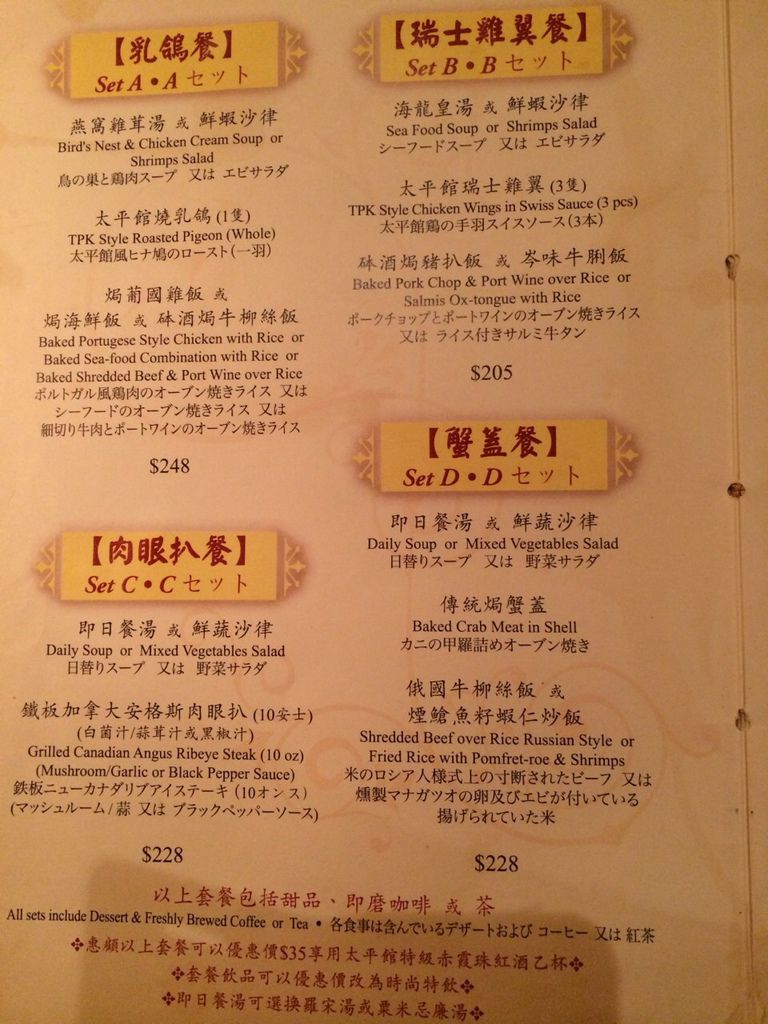 【乳鴿餐】
Set A • A セット
燕窩雞茸湯 或 鮮蝦沙律
Bird's Nest & Chicken Cream Soup or
Shrimps Salad
鳥の巣と鶏肉スープ 又は エビサラダ
太平館燒乳鴿 (1隻)
TPK Style Roasted Pigeon (Whole)
太平館風ヒナ鳩のロースト(一羽)
焗葡國雞飯 或
焗海鮮飯 或 砵酒焗牛柳絲飯
Baked Portugese Style Chicken with Rice or
Baked Sea-food Combination with Rice or
Baked Shredded Beef & Port Wine over Rice
ポルトガル風鶏肉のオーブン焼きライス 又は
シーフードのオーブン焼きライス 又は
細切り牛肉とポートワインのオーブン焼きライス
$248
【瑞士雞翼餐】
Set B • B セット
海龍皇湯 或 鮮蝦沙律
Sea Food Soup or Shrimps Salad
シーフードスープ 又は エビサラダ
太平館瑞士雞翼 (3隻)
TPK Style Chicken Wings in Swiss Sauce (3 pcs)
太平館鶏の手羽スイスソース(3本)
砵酒焗豬扒飯 或 岑味牛脷飯
Baked Pork Chop & Port Wine over Rice or
Salmis Ox-tongue with Rice
ポークチョップとポートワインのオーブン焼きライス
又は ライス付きサルミ牛タン
$205
【肉眼扒餐】
Set C • C セット
即日餐湯 或 鮮蔬沙律
Daily Soup or Mixed Vegetables Salad
日替りスープ 又は 野菜サラダ
鐵板加拿大安格斯肉眼扒 (10安士)
(白菌汁/蒜茸汁或黑椒汁)
Grilled Canadian Angus Ribeye Steak (10 oz)
(Mushroom/Garlic or Black Pepper Sauce)
鉄板ニューカナダリブアイステーキ (10オンス)
(マッシュルーム/蒜 又は ブラックペッパーソース)
$228
【蟹蓋餐】
Set D • D セット
即日餐湯 或 鮮蔬沙律
Daily Soup or Mixed Vegetables Salad
日替りスープ 又は 野菜サラダ
傳統焗蟹蓋
Baked Crab Meat in Shell
カニの甲羅詰めオーブン焼き
俄國牛柳絲飯 或
煙鱠魚籽蝦仁炒飯
Shredded Beef over Rice Russian Style or
Fried Rice with Pomfret-roe & Shrimps
米のロシア人様式上の寸断されたビーフ 又は
燻製マナガツオの卵及びエビが付いている
揚げられていた米
$228
以上套餐包括甜品、即磨咖啡 或 茶
All sets include Dessert & Freshly Brewed Coffee or Tea • 各食事は含んでいるデザートおよび コーヒー 又は 紅茶
❖惠顧以上套餐可以優惠價$35享用太平館特級赤霞珠紅酒乙杯❖
❖套餐飲品可以優惠價改為時尚特飲❖
❖即日餐湯可選換羅宋湯或粟米忌廉湯❖